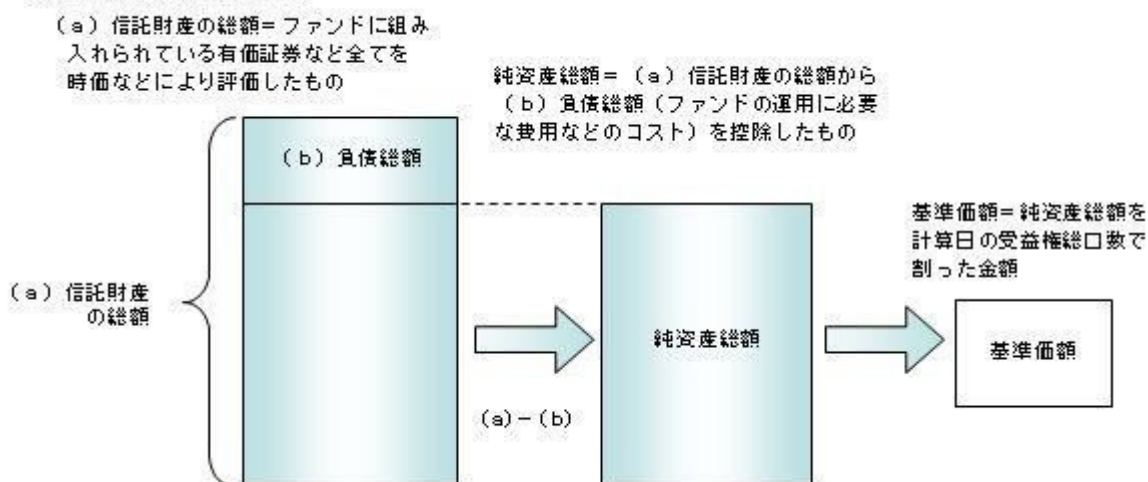 （a）信託財産の総額＝ファンドに組み
入れられている有価証券など全てを
時価などにより評価したもの
純資産総額＝（a）信託財産の総額から
（b）負債総額（ファンドの運用に必要
な費用などのコスト）を控除したもの
（b）負債総額
基準価額＝純資産総額を
計算日の受益権総口数で
割った金額
（a）信託財産
の総額
純資産総額
基準価額
(a)－(b)